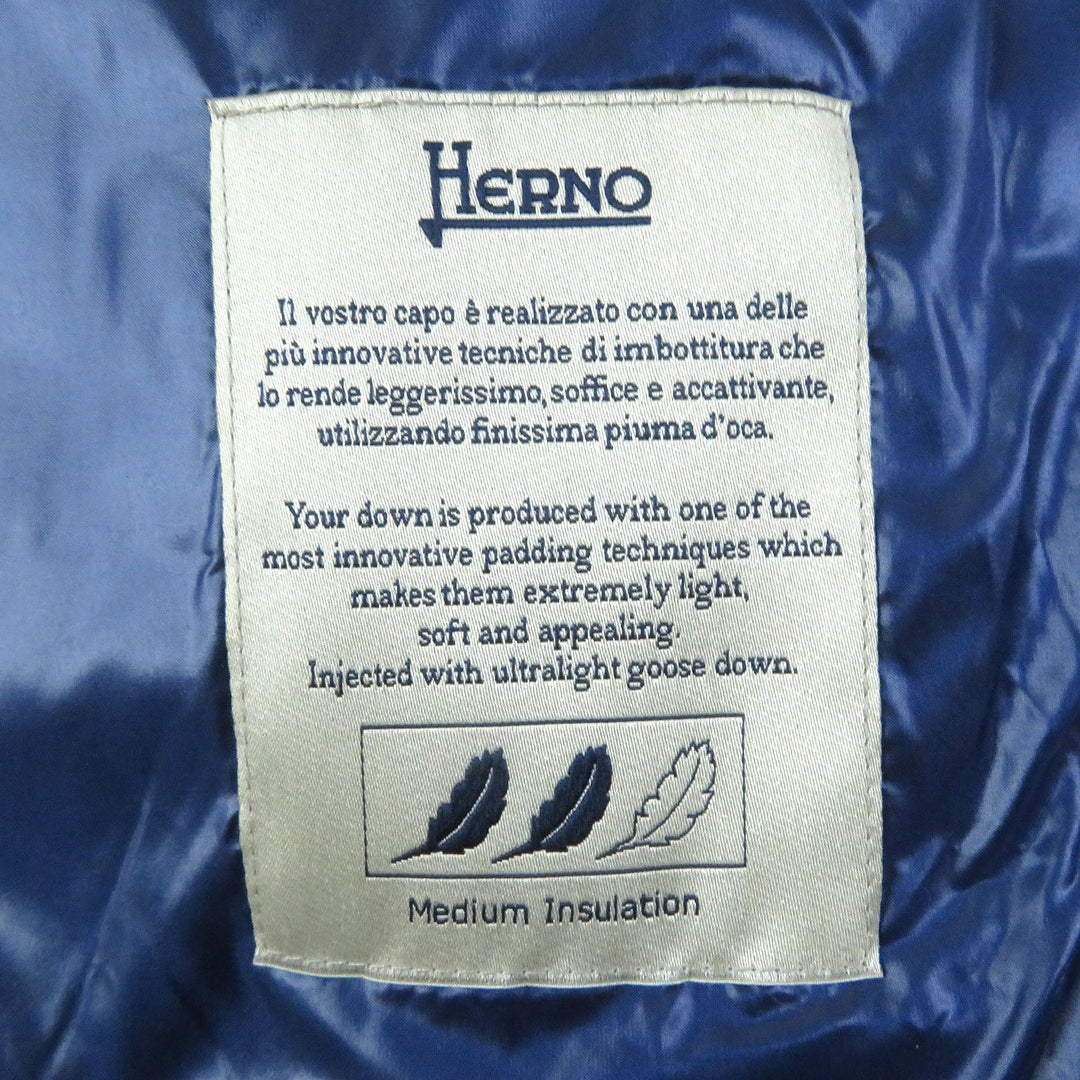 HERNO
Il vostro capo è realizzato con una delle
più innovative tecniche di imbottitura che
lo rende leggerissimo, soffice e accattivante,
utilizzando finissima piuma d'oca.
Your down is produced with one of the
most innovative padding techniques which
makes them extremely light,
soft and appealing.
Injected with ultralight goose down.
Medium Insulation